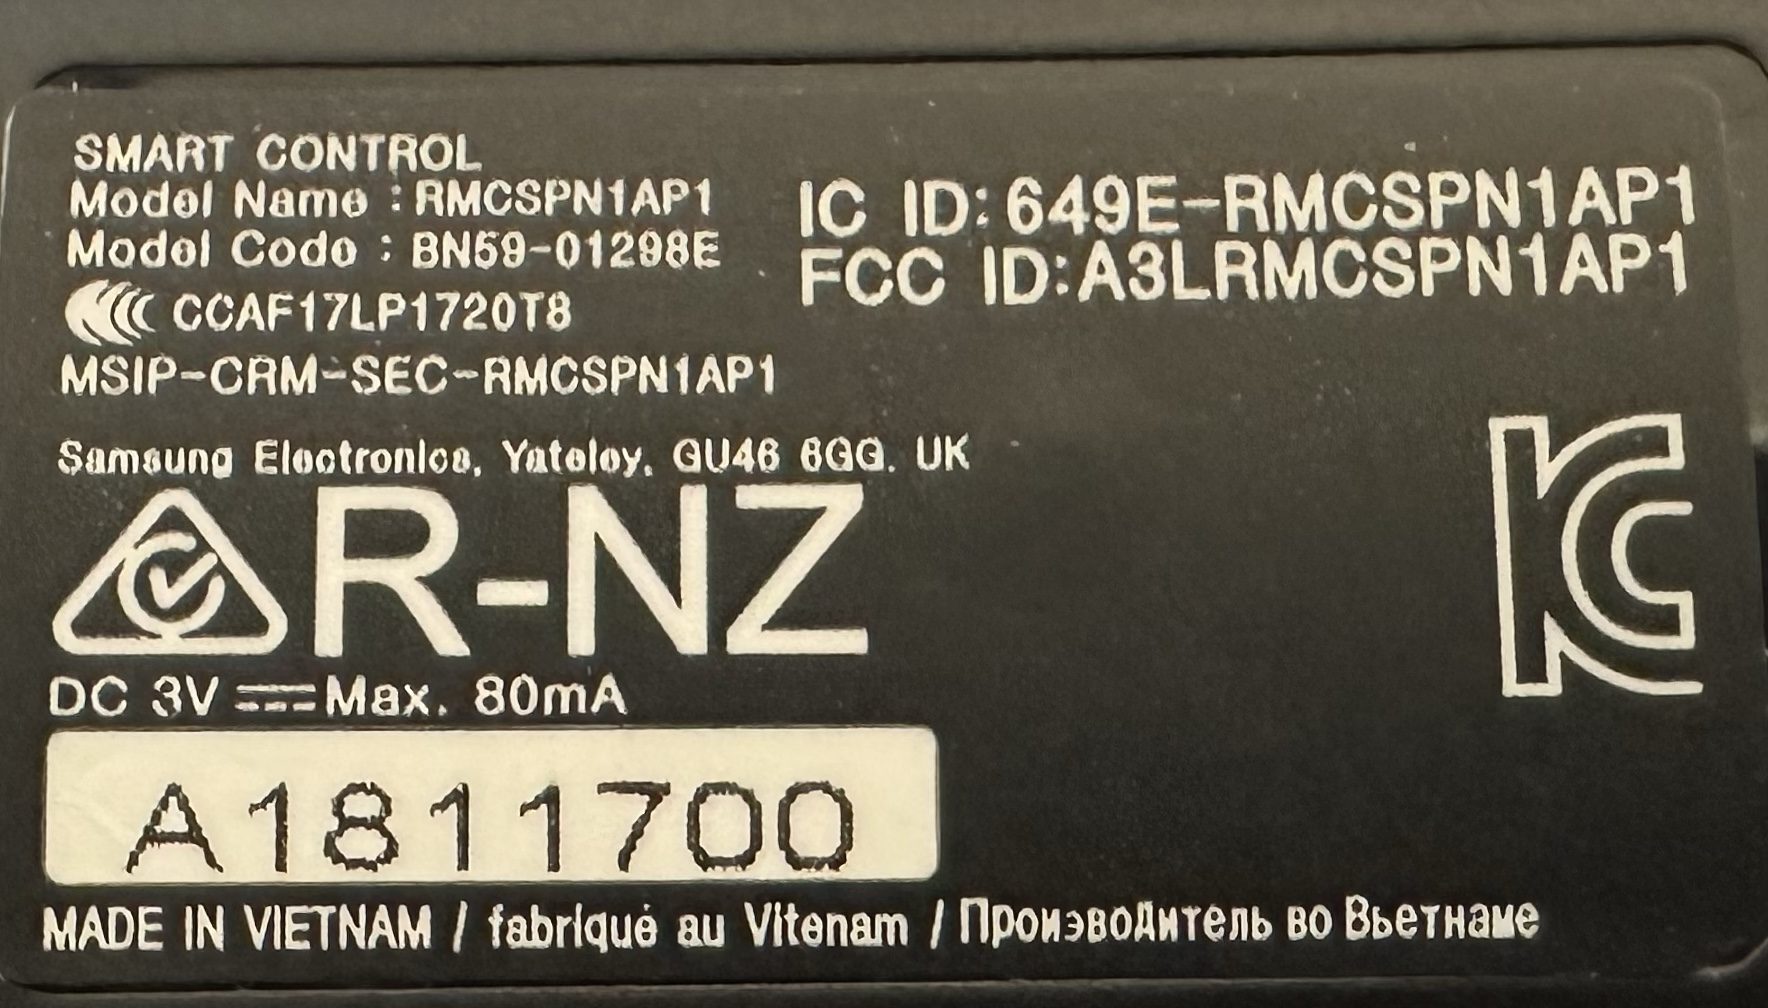 SMART CONTROL
Model Name : RMCSPN1AP1
Model Code : BN59-01298E
CCAF17LP1720T8
MSIP-CRM-SEC-RMCSPN1AP1
IC ID: 649E-RMCSPN1AP1
FCC ID:A3LRMCSPN1AP1
Samsung Electronics, Yateley, GU46 6GG, UK
R-NZ
DC 3V Max. 80mA
A1811700
MADE IN VIETNAM / fabriqué au Vitenam / Производитель во Вьетнаме